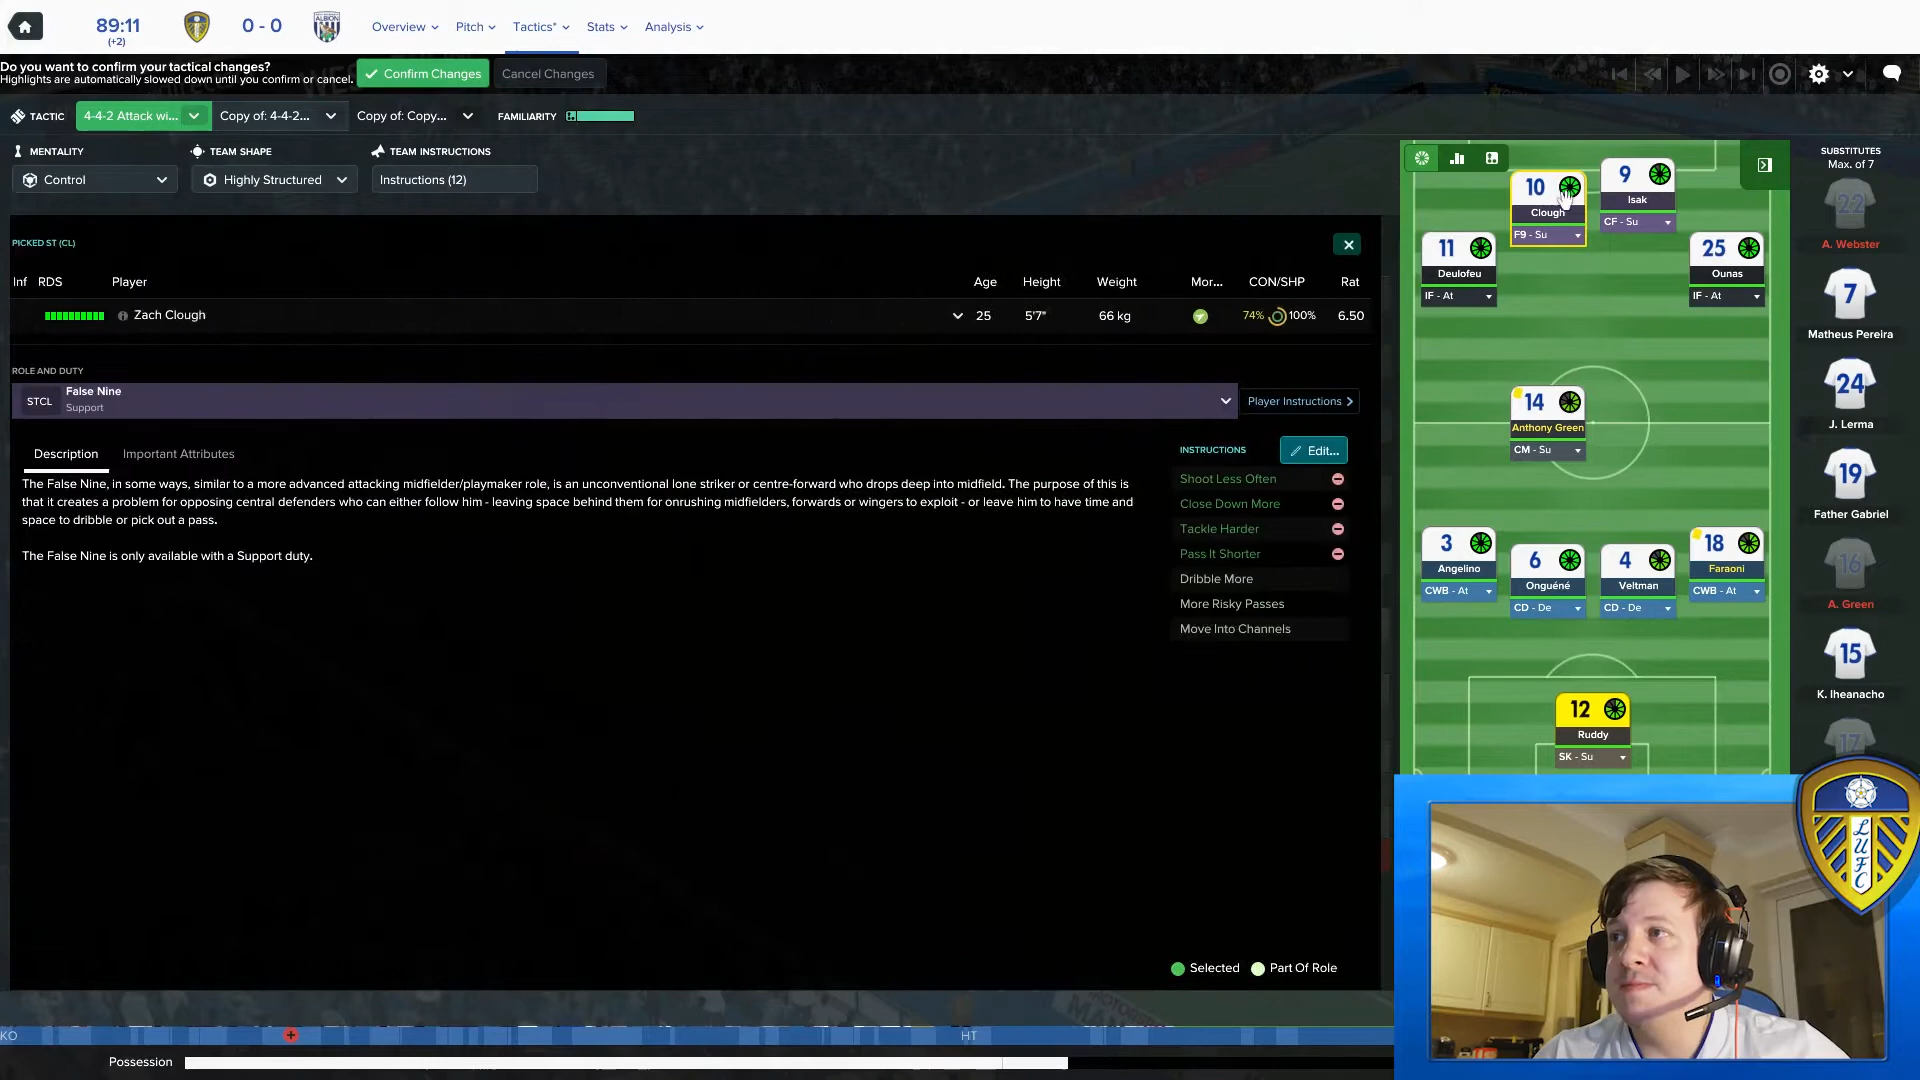 89:11
(+2)
0 - 0
ALBION
Overview
Pitch
Tactics*
Stats
Analysis
Do you want to confirm your tactical changes?
Highlights are automatically slowed down until you confirm or cancel.
Confirm Changes
Cancel Changes
TACTIC
4-4-2 Attack wi...
Copy of: 4-4-2...
Copy of: Copy...
FAMILIARITY
MENTALITY
TEAM SHAPE
TEAM INSTRUCTIONS
Control
Highly Structured
Instructions (12)
PICKED ST (CL)
Inf RDS Player Age Height Weight Mor... CON/SHP Rat
Zach Clough 25 5'7" 66 kg 74% 100% 6.50
ROLE AND DUTY
STCL
False Nine
Support
Player Instructions
Description
Important Attributes
The False Nine, in some ways, similar to a more advanced attacking midfielder/playmaker role, is an unconventional lone striker or centre-forward who drops deep into midfield. The purpose of this is
that it creates a problem for opposing central defenders who can either follow him - leaving space behind them for onrushing midfielders, forwards or wingers to exploit - or leave him to have time and
space to dribble or pick out a pass.
The False Nine is only available with a Support duty.
INSTRUCTIONS
Edit...
Shoot Less Often
Close Down More
Tackle Harder
Pass It Shorter
Dribble More
More Risky Passes
Move Into Channels
Selected
Part Of Role
10
Clough
F9 - Su
9
Isak
CF - Su
11
Deulofeu
IF - At
25
Ounas
IF - At
14
Anthony Green
CM - Su
3
Angelino
CWB - At
6
Onguéné
CD - De
4
Veltman
CD - De
18
Faraoni
CWB - At
12
Ruddy
SK - Su
SUBSTITUTES
Max. of 7
22
A. Webster
7
Matheus Pereira
24
J. Lerma
19
Father Gabriel
16
A. Green
15
K. Iheanacho
17
KO
HT
Possession
LUFC